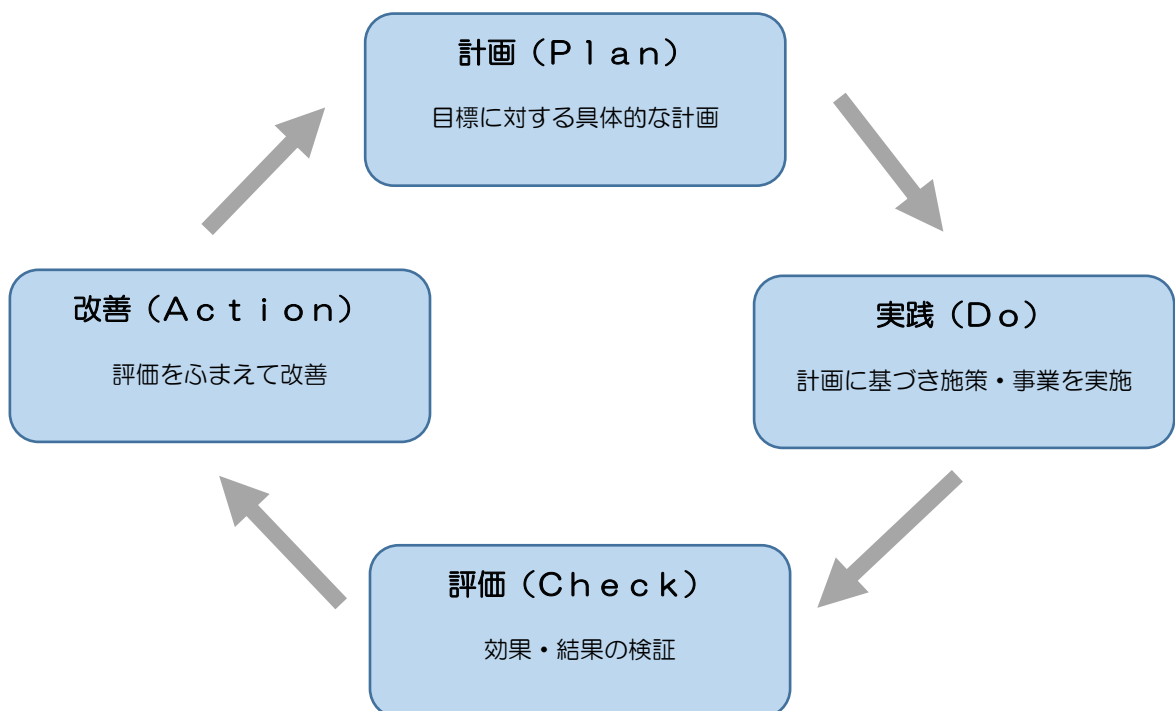 計画（Ｐｌａｎ）
目標に対する具体的な計画
改善（Ａｃｔｉｏｎ）
評価をふまえて改善
実践（Ｄｏ）
計画に基づき施策・事業を実施
評価（Ｃｈｅｃｋ）
効果・結果の検証